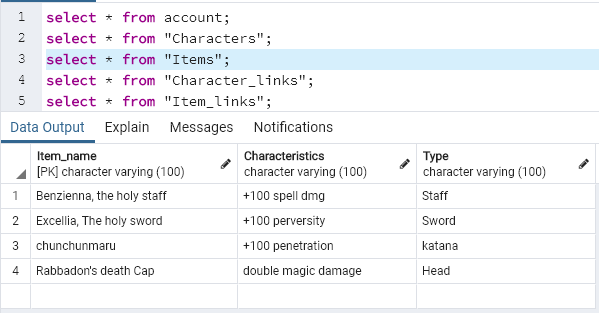 1 select * from account;
2 select * from "Characters";
3 select * from "Items";
4 select * from "Character_links";
5 select * from "Item_links";
Data Output Explain Messages Notifications
Item_name Characteristics Type
[PK] character varying (100) character varying (100) character varying (100)
1 Benzienna, the holy staff +100 spell dmg Staff
2 Excellia, The holy sword +100 perversity Sword
3 chunchunmaru +100 penetration katana
4 Rabbadon's death Cap double magic damage Head